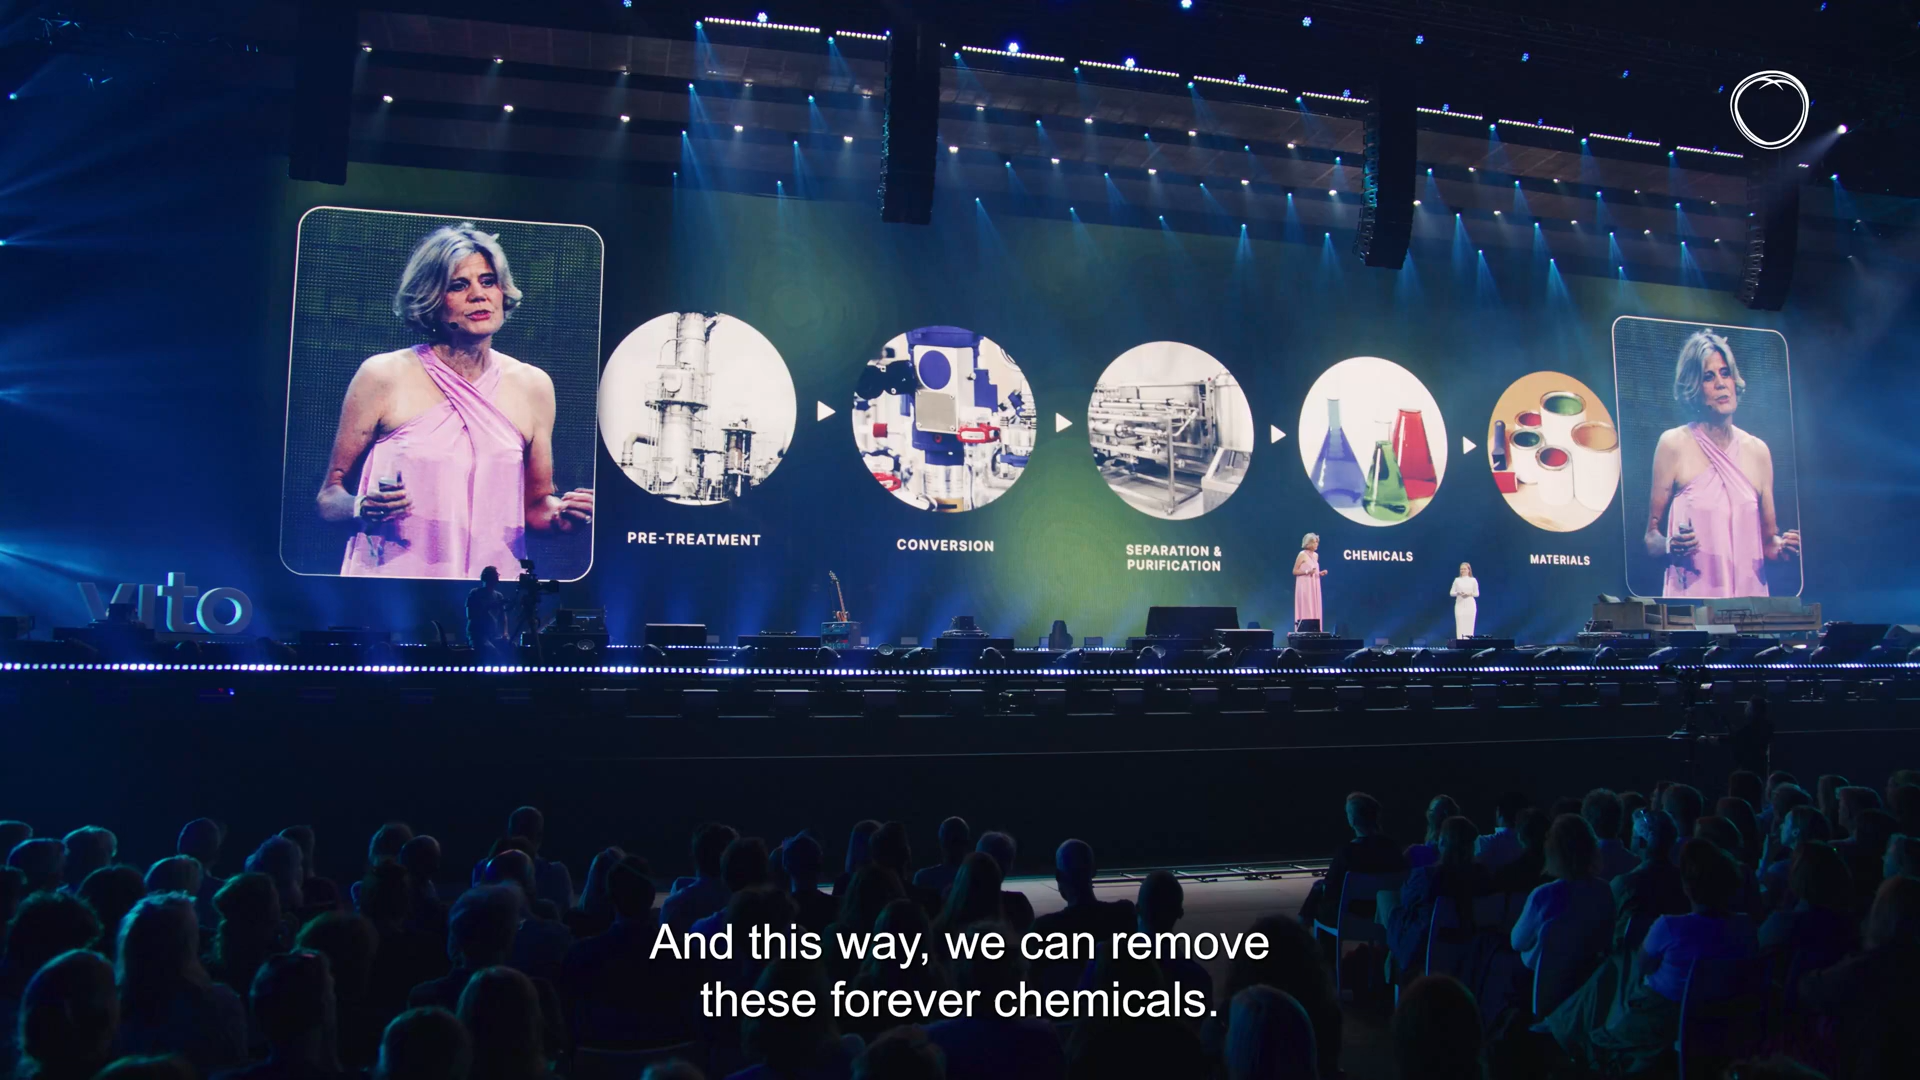 PRE-TREATMENT
CONVERSION
SEPARATION &
PURIFICATION
CHEMICALS
MATERIALS
vito
And this way, we can remove
these forever chemicals.